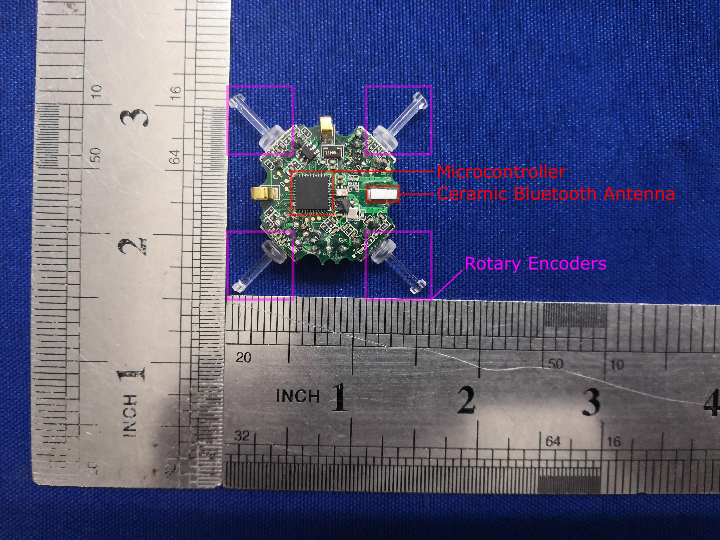 10
16
3
50
64
2
1
INCH
Microcontroller
Ceramic Bluetooth Antenna
Rotary Encoders
20
50
10
INCH 1 2 3 4
32
64
16